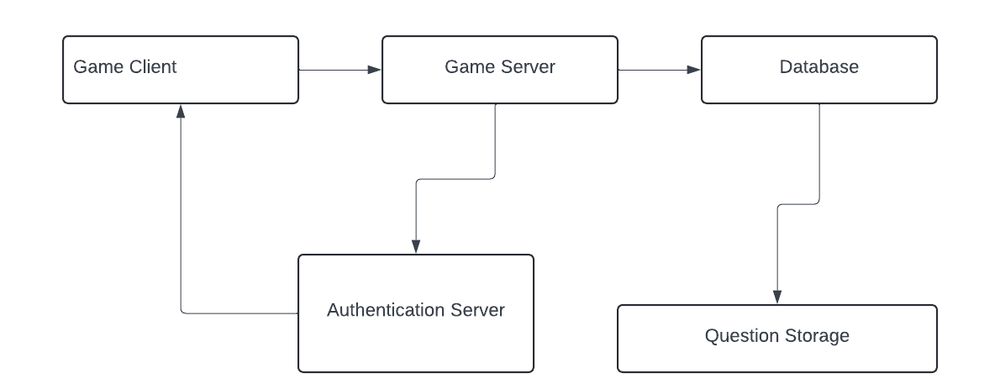 Game Client
Game Server
Database
Authentication Server
Question Storage